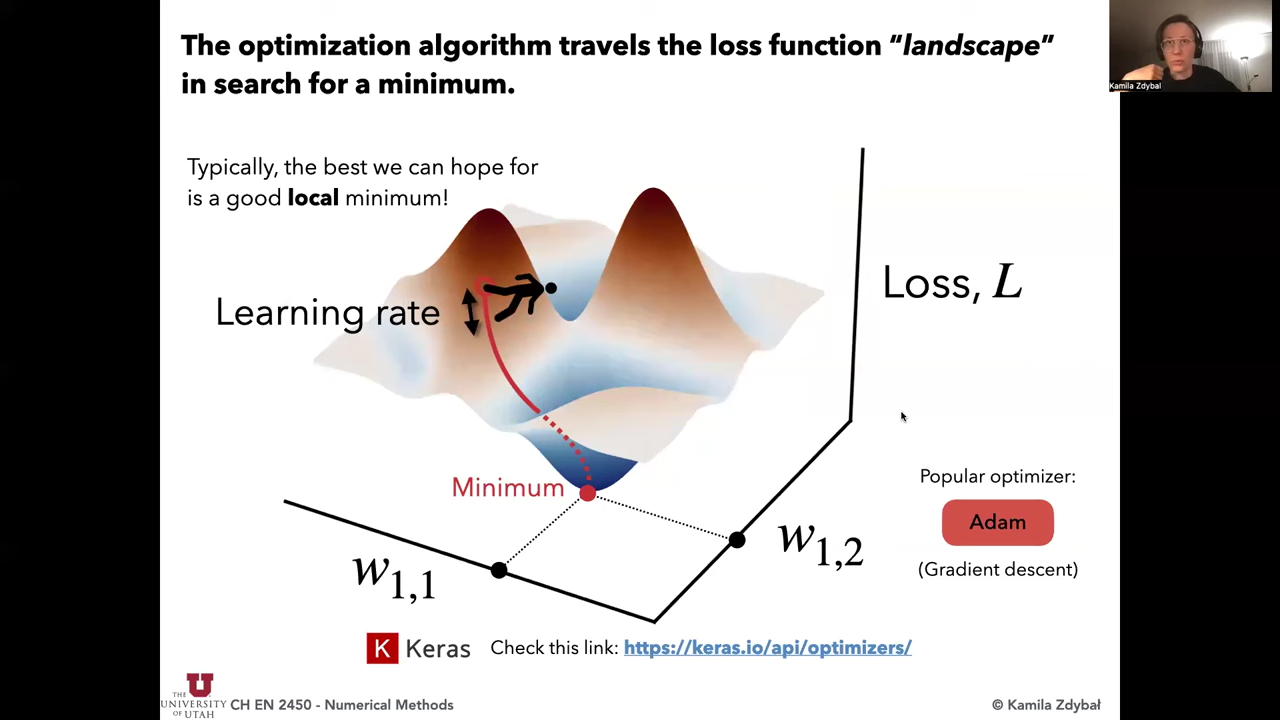 The optimization algorithm travels the loss function “landscape”
in search for a minimum.
Kamila Zdybal
Typically, the best we can hope for
is a good local minimum!
Loss, L
Learning rate
Minimum
Popular optimizer:
Adam
(Gradient descent)
w1,2
w1,1
K Keras Check this link: https://keras.io/api/optimizers/
THE
U
UNIVERSITY
OF UTAH
CH EN 2450 - Numerical Methods
© Kamila Zdybał